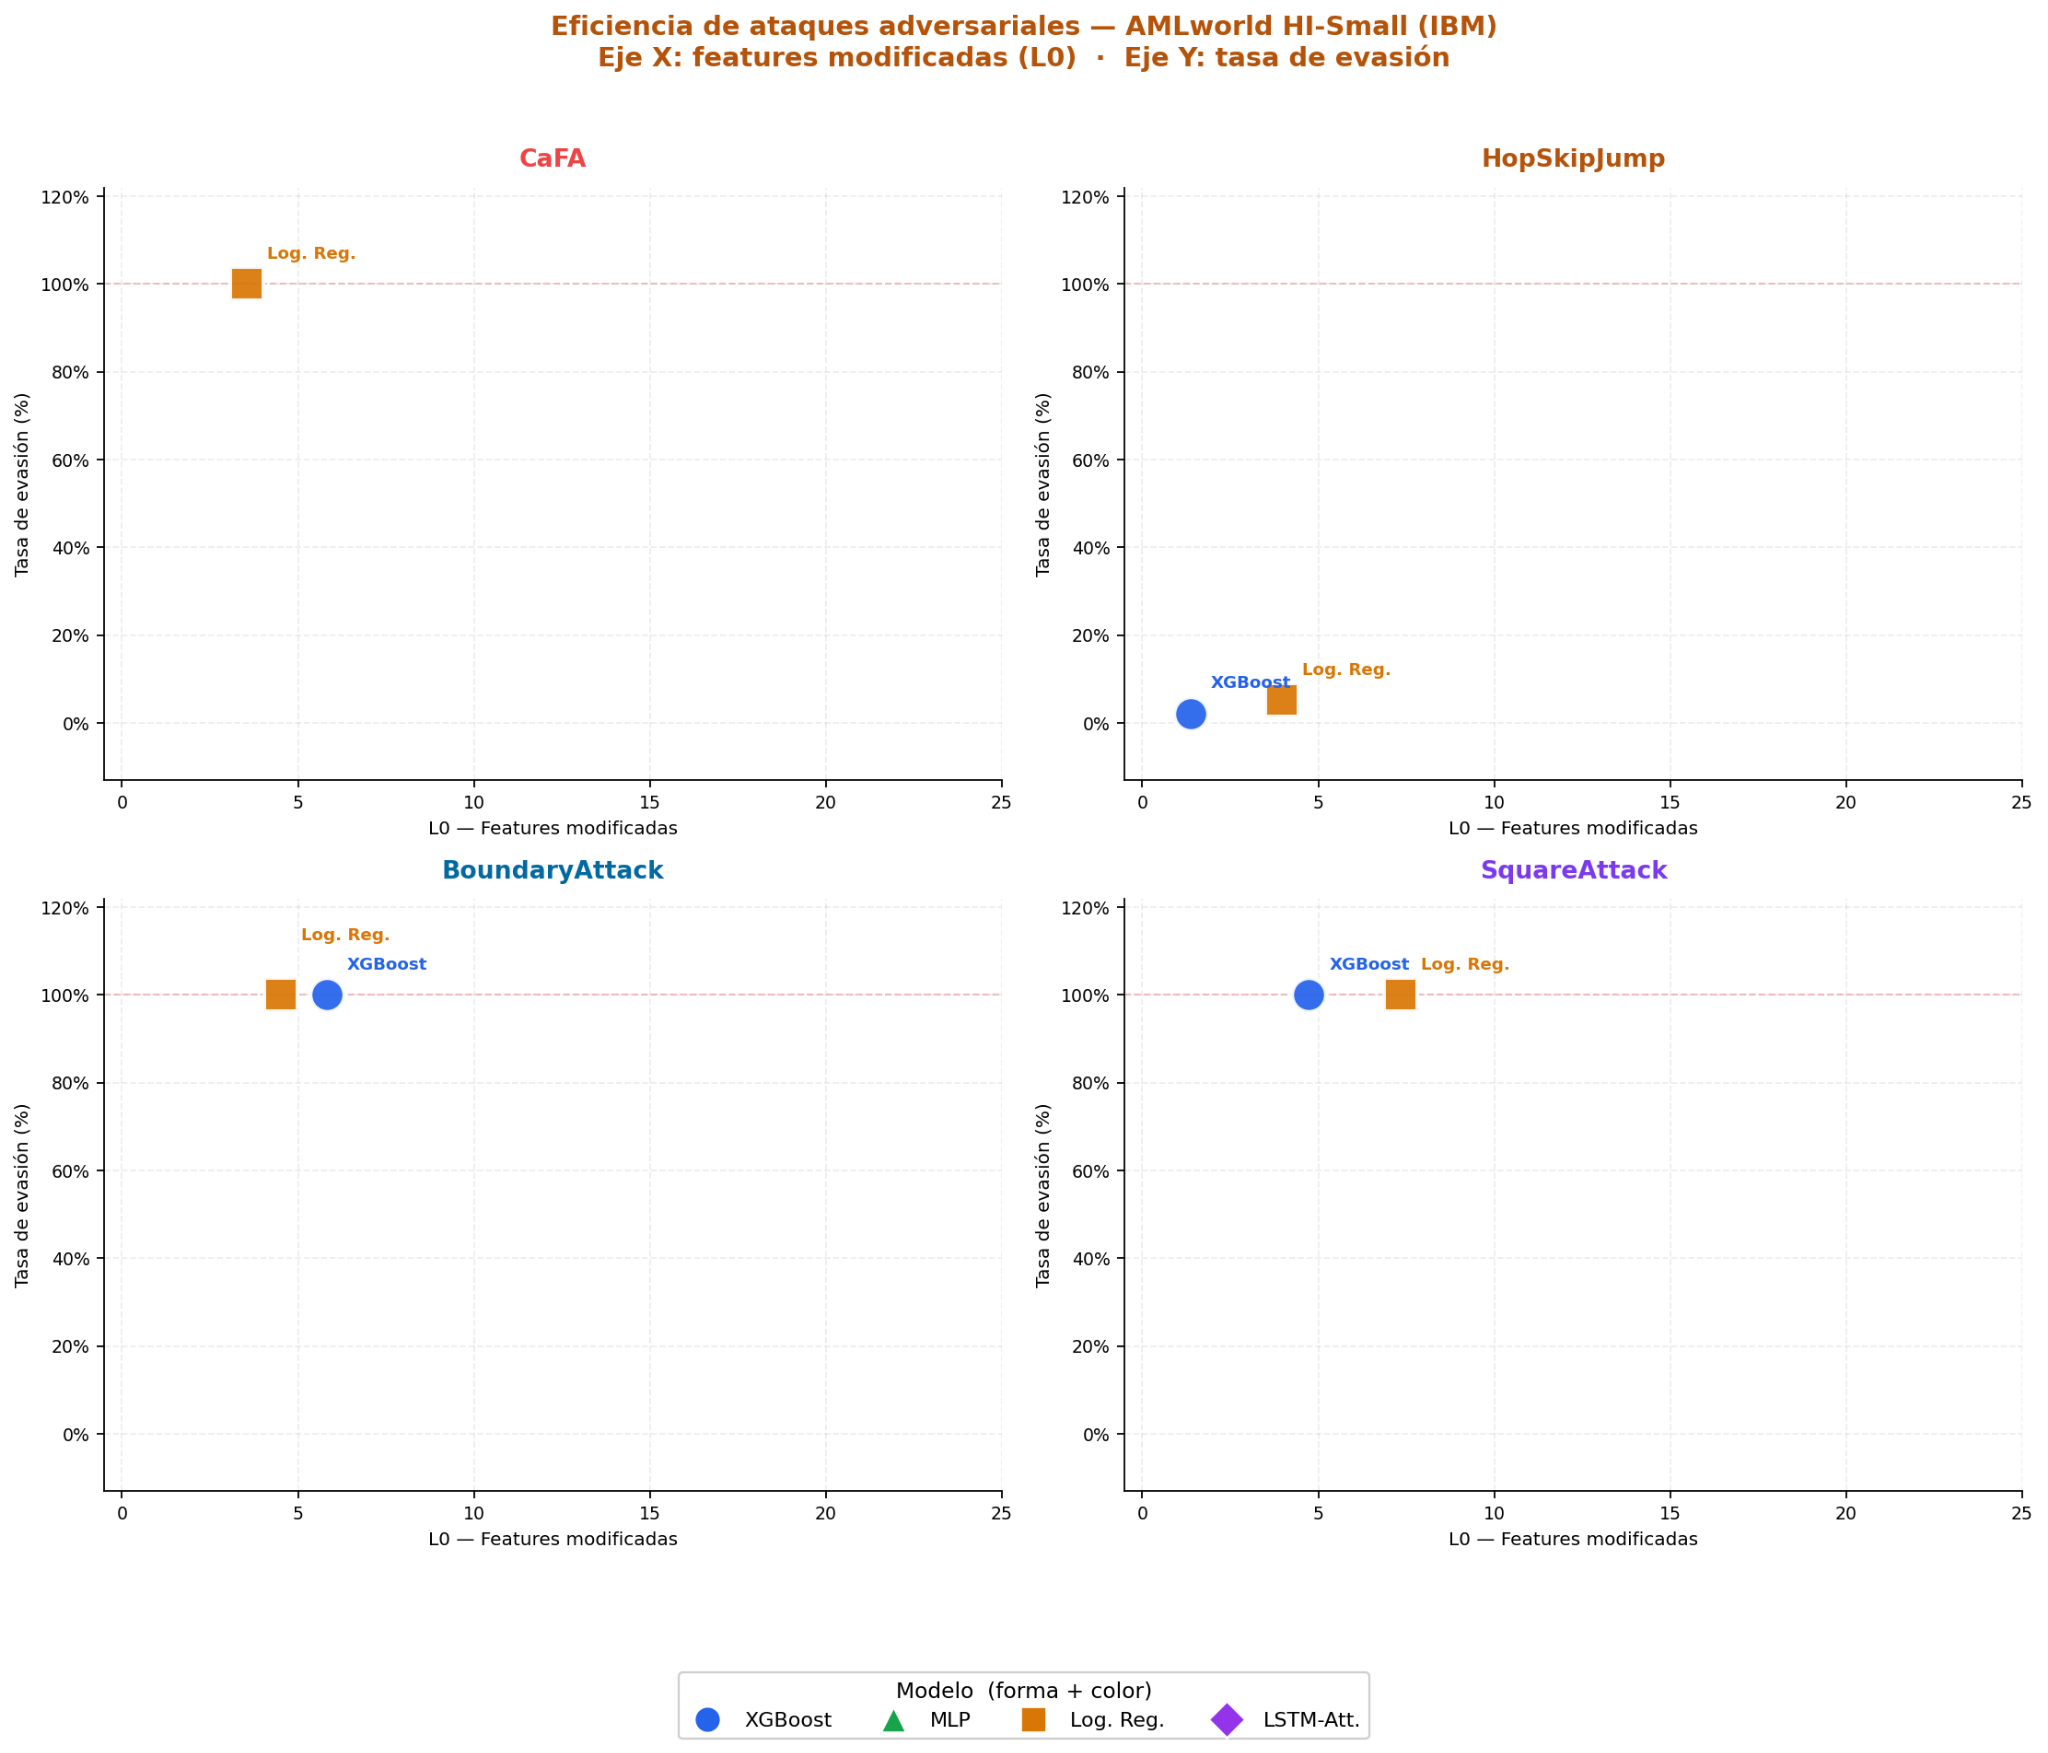 Eficiencia de ataques adversariales — AMLworld HI-Small (IBM)
Eje X: features modificadas (L0)  ·  Eje Y: tasa de evasión
CaFA
120%
100%
80%
60%
40%
20%
0%
Tasa de evasión (%)
Log. Reg.
0 5 10 15 20 25
L0 — Features modificadas
HopSkipJump
120%
100%
80%
60%
40%
20%
0%
Tasa de evasión (%)
Log. Reg.
XGBoost
0 5 10 15 20 25
L0 — Features modificadas
BoundaryAttack
120%
100%
80%
60%
40%
20%
0%
Tasa de evasión (%)
Log. Reg.
XGBoost
0 5 10 15 20 25
L0 — Features modificadas
SquareAttack
120%
100%
80%
60%
40%
20%
0%
Tasa de evasión (%)
XGBoost Log. Reg.
0 5 10 15 20 25
L0 — Features modificadas
Modelo  (forma + color)
XGBoost MLP Log. Reg. LSTM-Att.